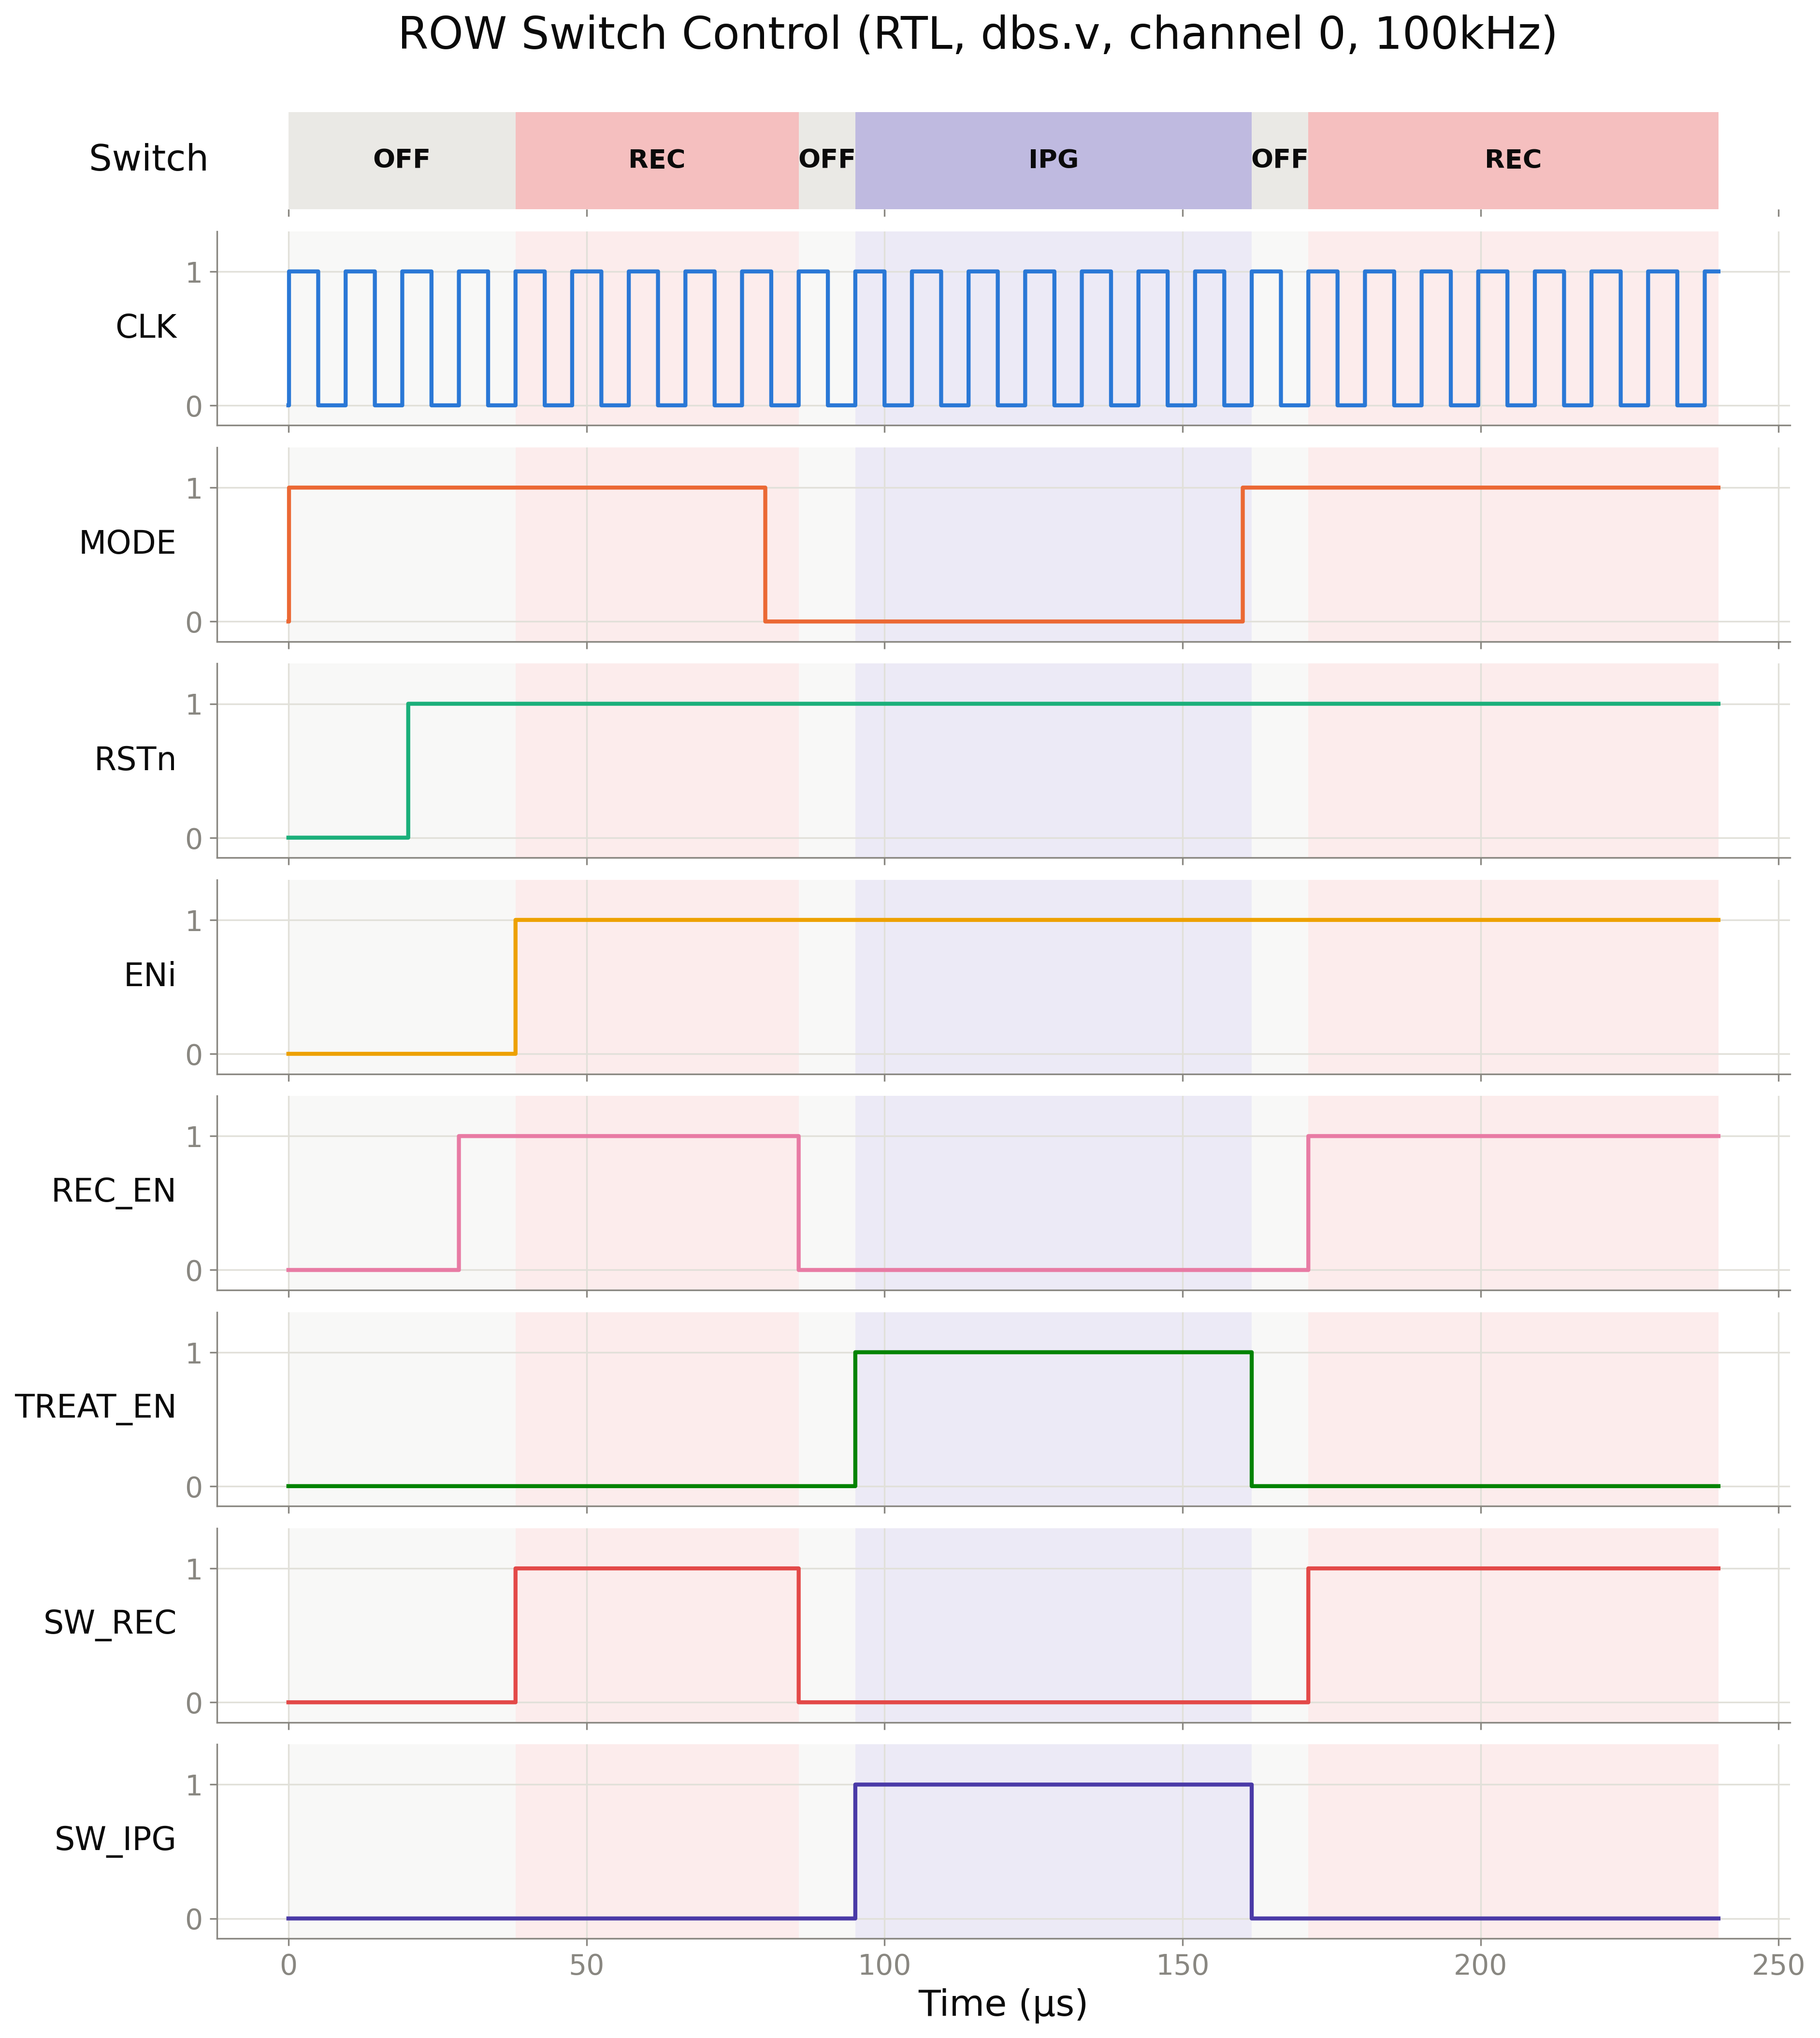 ROW Switch Control (RTL, dbs.v, channel 0, 100kHz)
Switch
OFF REC OFF IPG OFF REC
1
CLK
0
1
MODE
0
1
RSTn
0
1
ENi
0
1
REC_EN
0
1
TREAT_EN
0
1
SW_REC
0
1
SW_IPG
0
0 50 100 150 200 250
Time (µs)